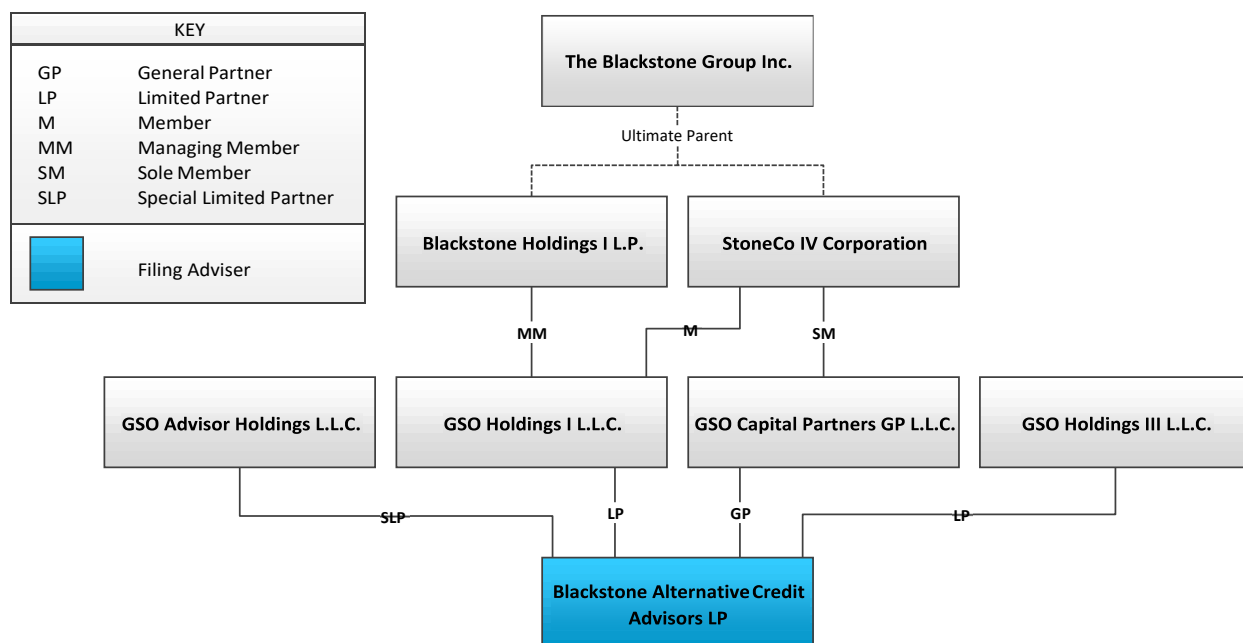 KEY
GP General Partner
LP Limited Partner
M Member
MM Managing Member
SM Sole Member
SLP Special Limited Partner
Filing Adviser
The Blackstone Group Inc.
Ultimate Parent
Blackstone Holdings I L.P.
StoneCo IV Corporation
MM
M
SM
GSO Advisor Holdings L.L.C.
GSO Holdings I L.L.C.
GSO Capital Partners GP L.L.C.
GSO Holdings III L.L.C.
SLP
LP
GP
LP
Blackstone Alternative Credit
Advisors LP